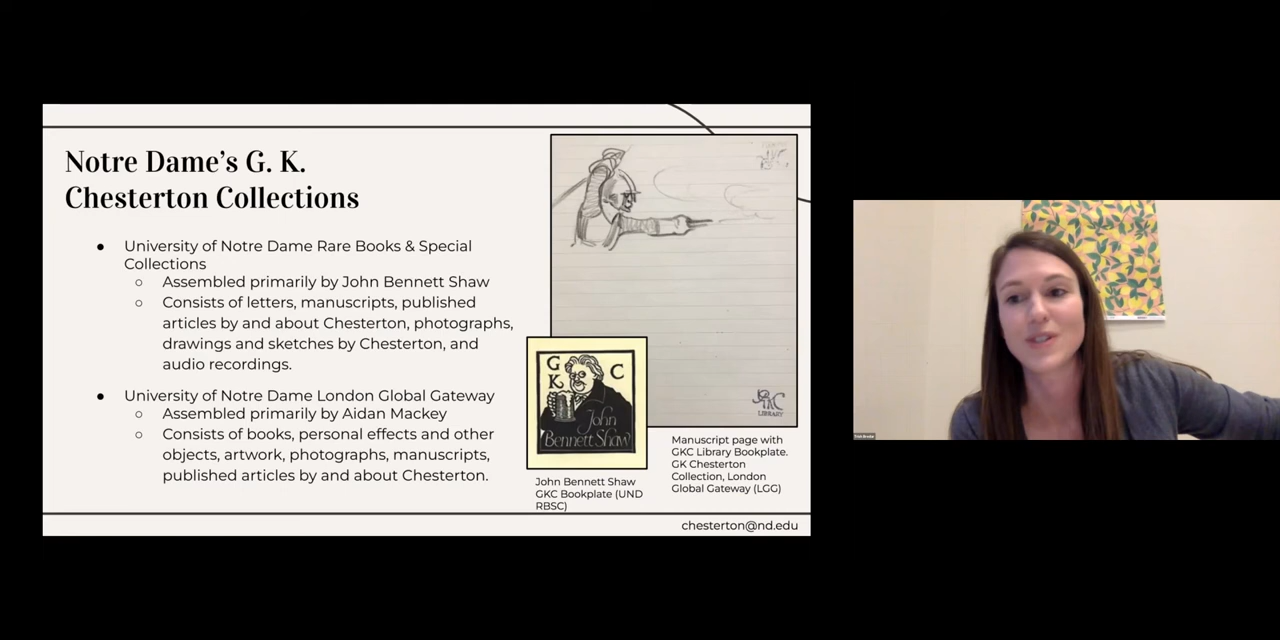 Notre Dame's G. K.
Chesterton Collections
● University of Notre Dame Rare Books & Special
Collections
○ Assembled primarily by John Bennett Shaw
○ Consists of letters, manuscripts, published
articles by and about Chesterton, photographs,
drawings and sketches by Chesterton, and
audio recordings.
● University of Notre Dame London Global Gateway
○ Assembled primarily by Aidan Mackey
○ Consists of books, personal effects and other
objects, artwork, photographs, manuscripts,
published articles by and about Chesterton.
G
K
C
John
Bennett Shaw
John Bennett Shaw
GKC Bookplate (UND
RBSC)
GKC
LIBRARY
Manuscript page with
GKC Library Bookplate.
GK Chesterton
Collection, London
Global Gateway (LGG)
chesterton@nd.edu